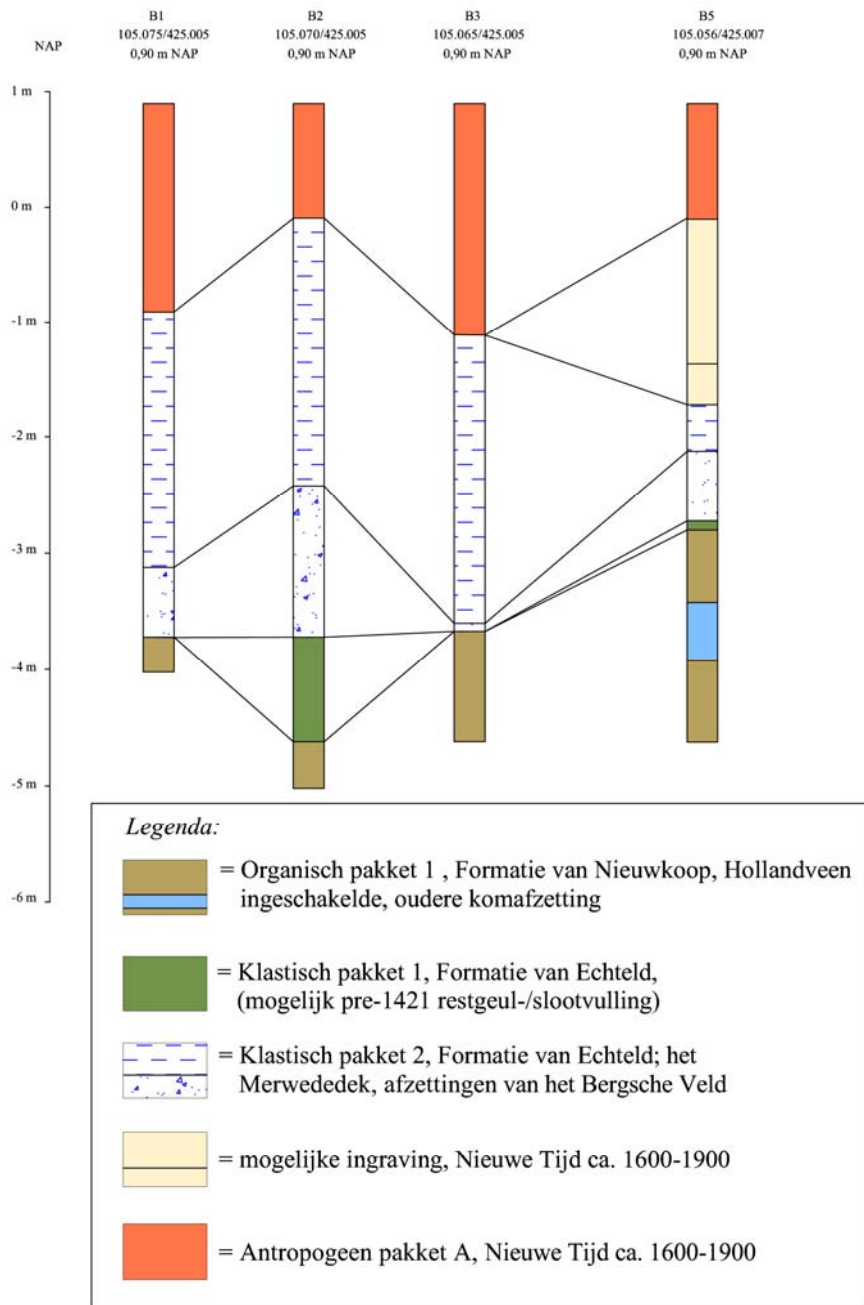 B1
105.075/425.005
0,90 m NAP
B2
105.070/425.005
0,90 m NAP
B3
105.065/425.005
0,90 m NAP
B5
105.056/425.007
0,90 m NAP
NAP
1 m
0 m
-1 m
-2 m
-3 m
-4 m
-5 m
-6 m
Legenda:
= Organisch pakket 1 , Formatie van Nieuwkoop, Hollandveen
ingeschakelde, oudere komafzetting
= Klastisch pakket 1, Formatie van Echteld,
(mogelijk pre-1421 restgeul-/slootvulling)
= Klastisch pakket 2, Formatie van Echteld; het
Merwededek, afzettingen van het Bergsche Veld
= mogelijke ingraving, Nieuwe Tijd ca. 1600-1900
= Antropogeen pakket A, Nieuwe Tijd ca. 1600-1900